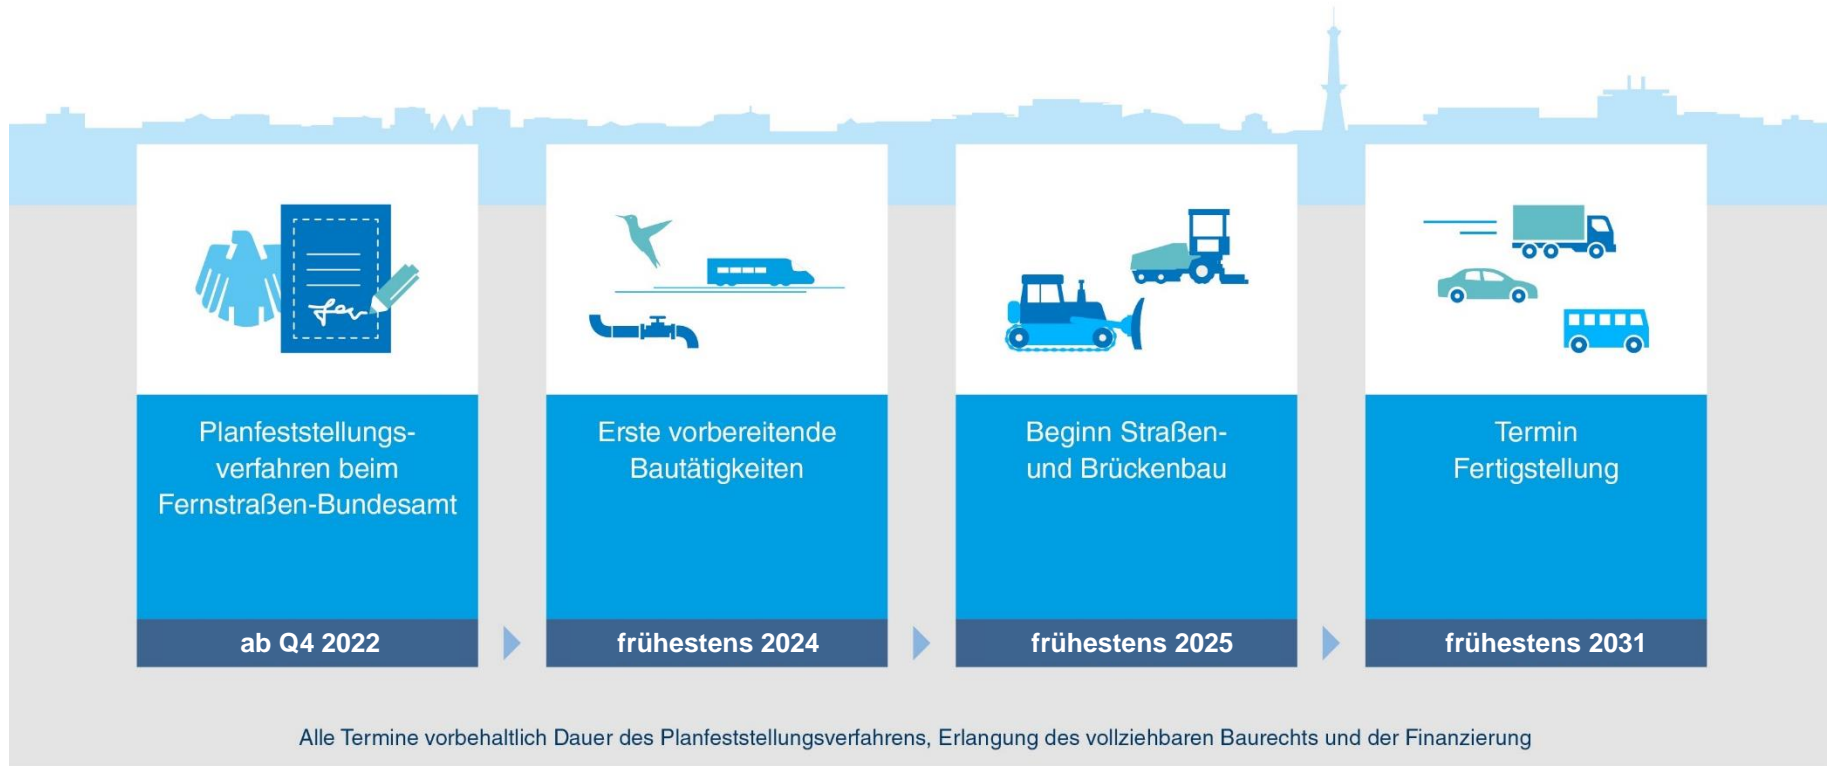 Planfeststellungs-
verfahren beim
Fernstraßen-Bundesamt
ab Q4 2022
Erste vorbereitende
Bautätigkeiten
frühestens 2024
Beginn Straßen-
und Brückenbau
frühestens 2025
Termin
Fertigstellung
frühestens 2031
Alle Termine vorbehaltlich Dauer des Planfeststellungsverfahrens, Erlangung des vollziehbaren Baurechts und der Finanzierung